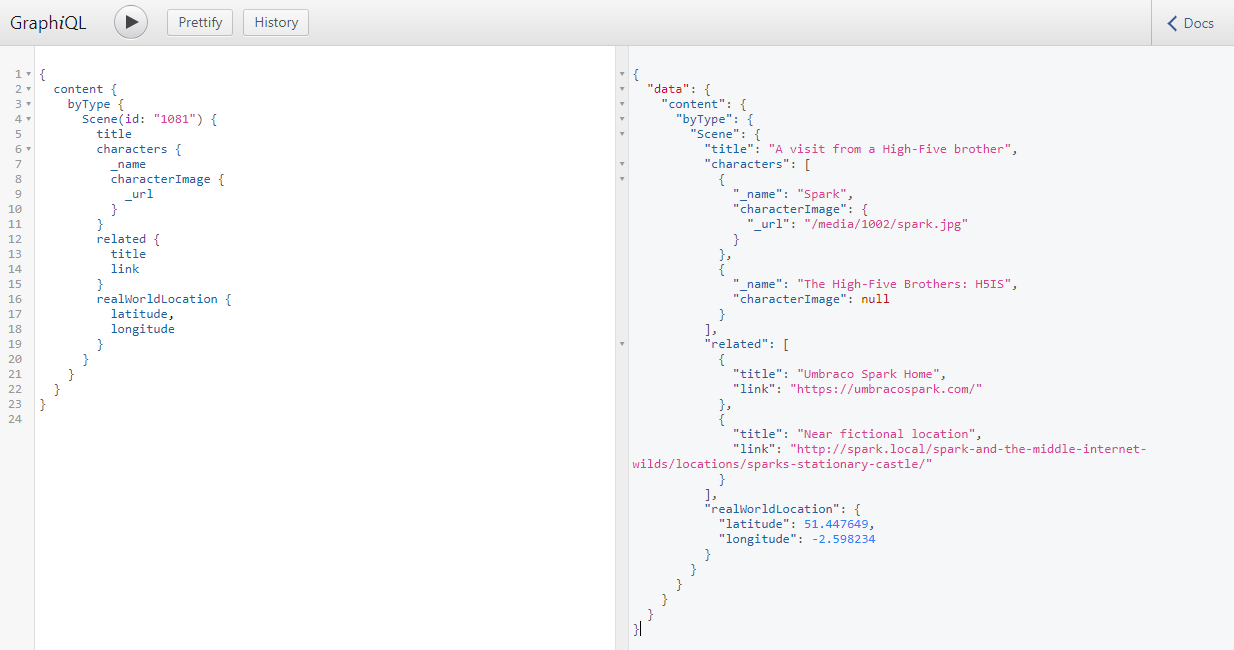 GraphiQL
Prettify
History
Docs
1 {
2 content {
3 byType {
4 Scene(id: "1081") {
5 title
6 characters {
7 _name
8 characterImage {
9 _url
10 }
11 }
12 related {
13 title
14 link
15 }
16 realWorldLocation {
17 latitude,
18 longitude
19 }
20 }
21 }
22 }
23 }
24
{
"data": {
"content": {
"byType": {
"Scene": {
"title": "A visit from a High-Five brother",
"characters": [
{
"_name": "Spark",
"characterImage": {
"_url": "/media/1002/spark.jpg"
}
},
{
"_name": "The High-Five Brothers: H5IS",
"characterImage": null
}
],
"related": [
{
"title": "Umbraco Spark Home",
"link": "https://umbracospark.com/"
},
{
"title": "Near fictional location",
"link": "http://spark.local/spark-and-the-middle-internet-
wilds/locations/sparks-stationary-castle/"
}
],
"realWorldLocation": {
"latitude": 51.447649,
"longitude": -2.598234
}
}
}
}
}
}